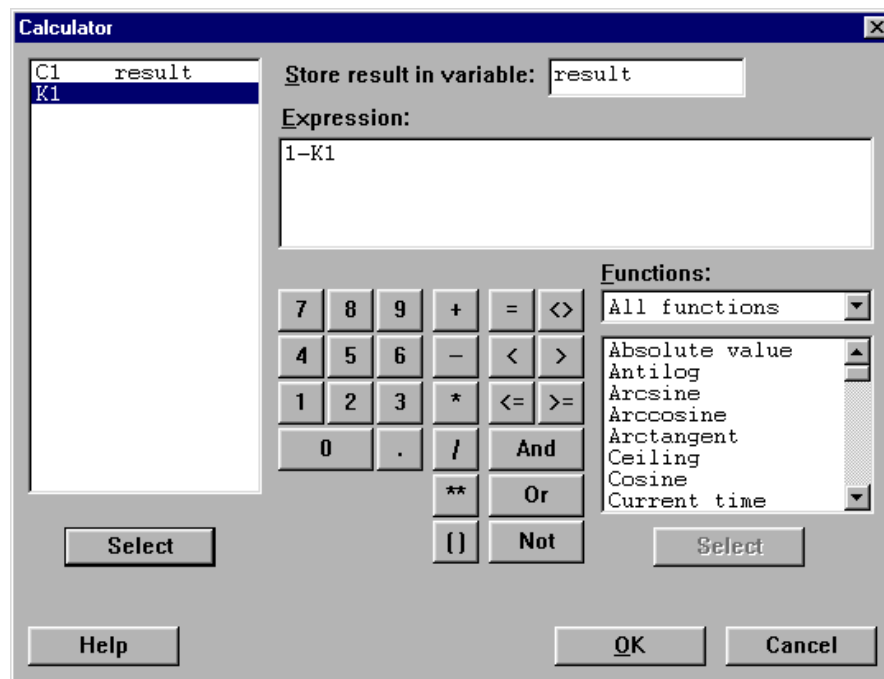 Calculator
C1 result
K1
Store result in variable: result
Expression:
1-K1
Functions:
All functions
7 8 9 + = <>
4 5 6 - < >
1 2 3 * <= >=
0 . / And
** Or
() Not
Absolute value
Antilog
Arcsine
Arccosine
Arctangent
Ceiling
Cosine
Current time
Select
Select
Help
OK
Cancel